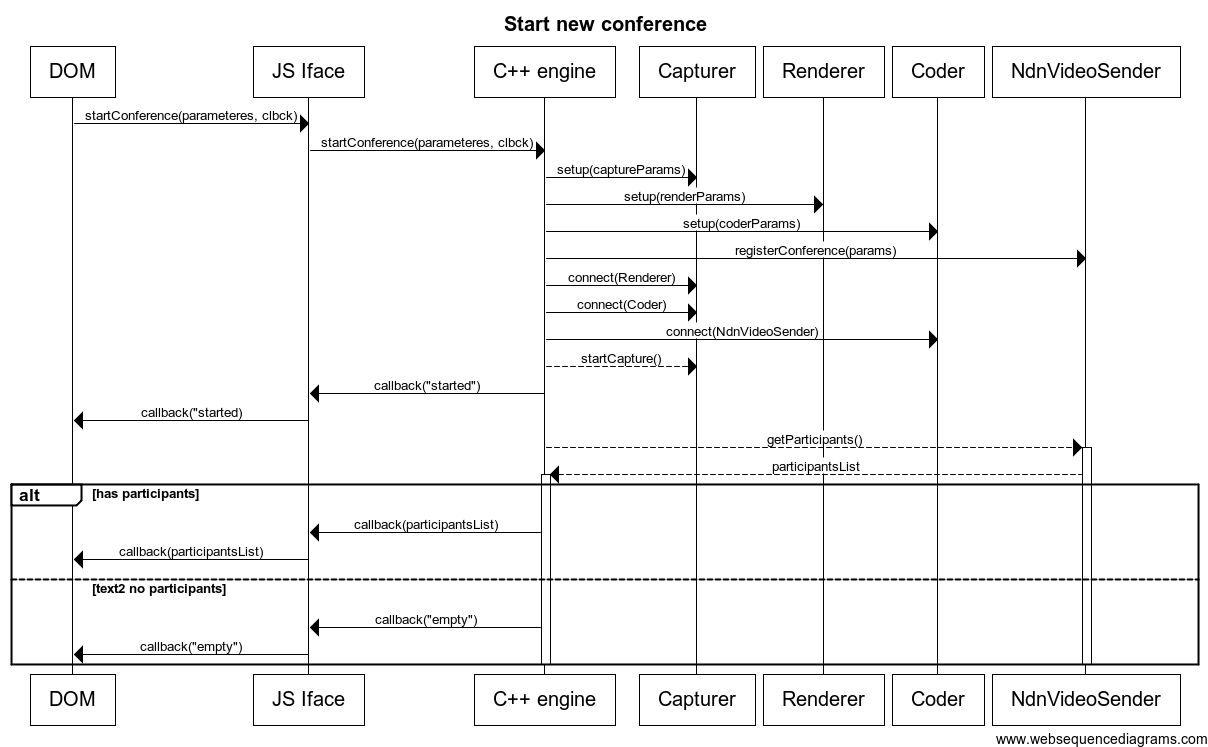 Start new conference
DOM JS Iface C++ engine Capturer Renderer Coder NdnVideoSender
startConference(parameteres, clbck)
startConference(parameteres, clbck)
setup(captureParams)
setup(renderParams)
setup(coderParams)
registerConference(params)
connect(Renderer)
connect(Coder)
connect(NdnVideoSender)
startCapture()
callback("started")
callback("started)
getParticipants()
participantsList
alt [has participants]
callback(participantsList)
callback(participantsList)
[text2 no participants]
callback("empty")
callback("empty")
DOM JS Iface C++ engine Capturer Renderer Coder NdnVideoSender
www.websequencediagrams.com